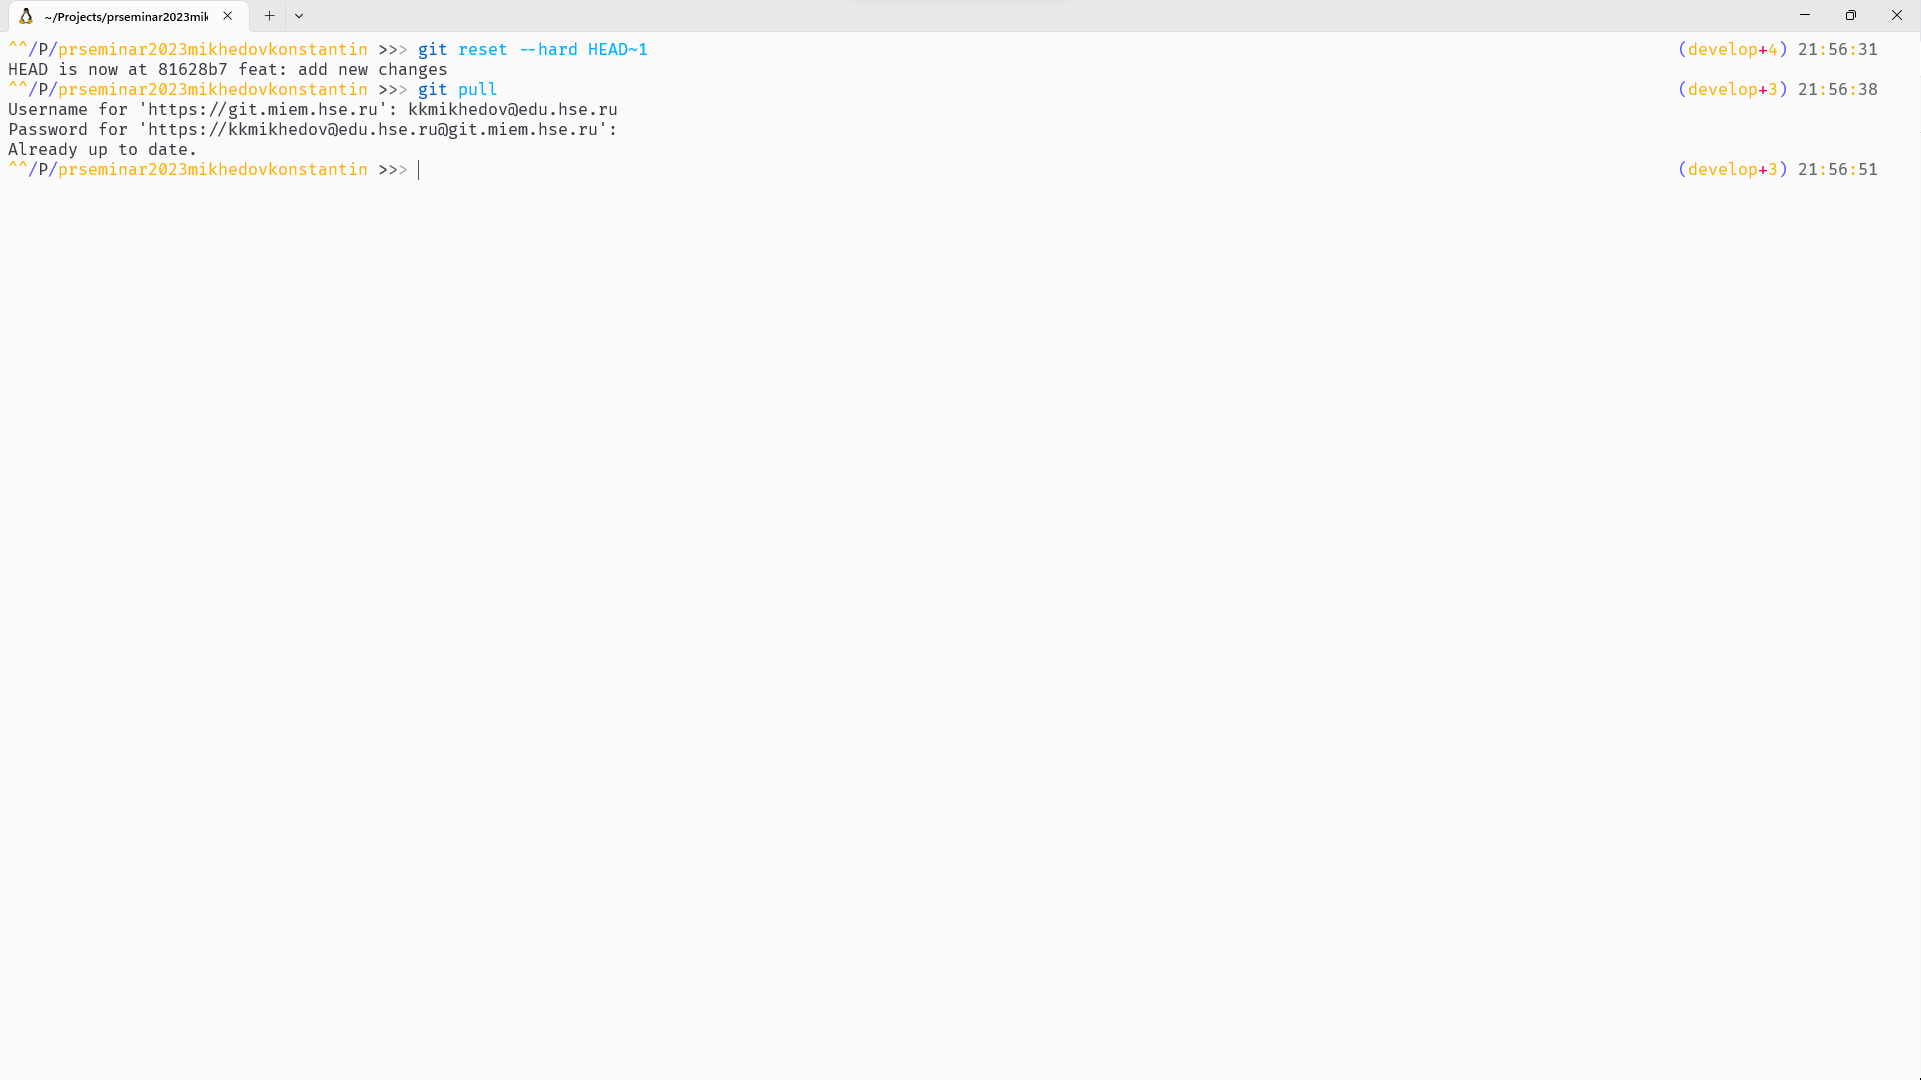 ~/Projects/prseminar2023mik
^^/P/prseminar2023mikhedovkonstantin >>> git reset --hard HEAD~1 (develop+4) 21:56:31
HEAD is now at 81628b7 feat: add new changes
^^/P/prseminar2023mikhedovkonstantin >>> git pull (develop+3) 21:56:38
Username for 'https://git.miem.hse.ru': kkmikhedov@edu.hse.ru
Password for 'https://kkmikhedov@edu.hse.ru@git.miem.hse.ru':
Already up to date.
^^/P/prseminar2023mikhedovkonstantin >>> (develop+3) 21:56:51